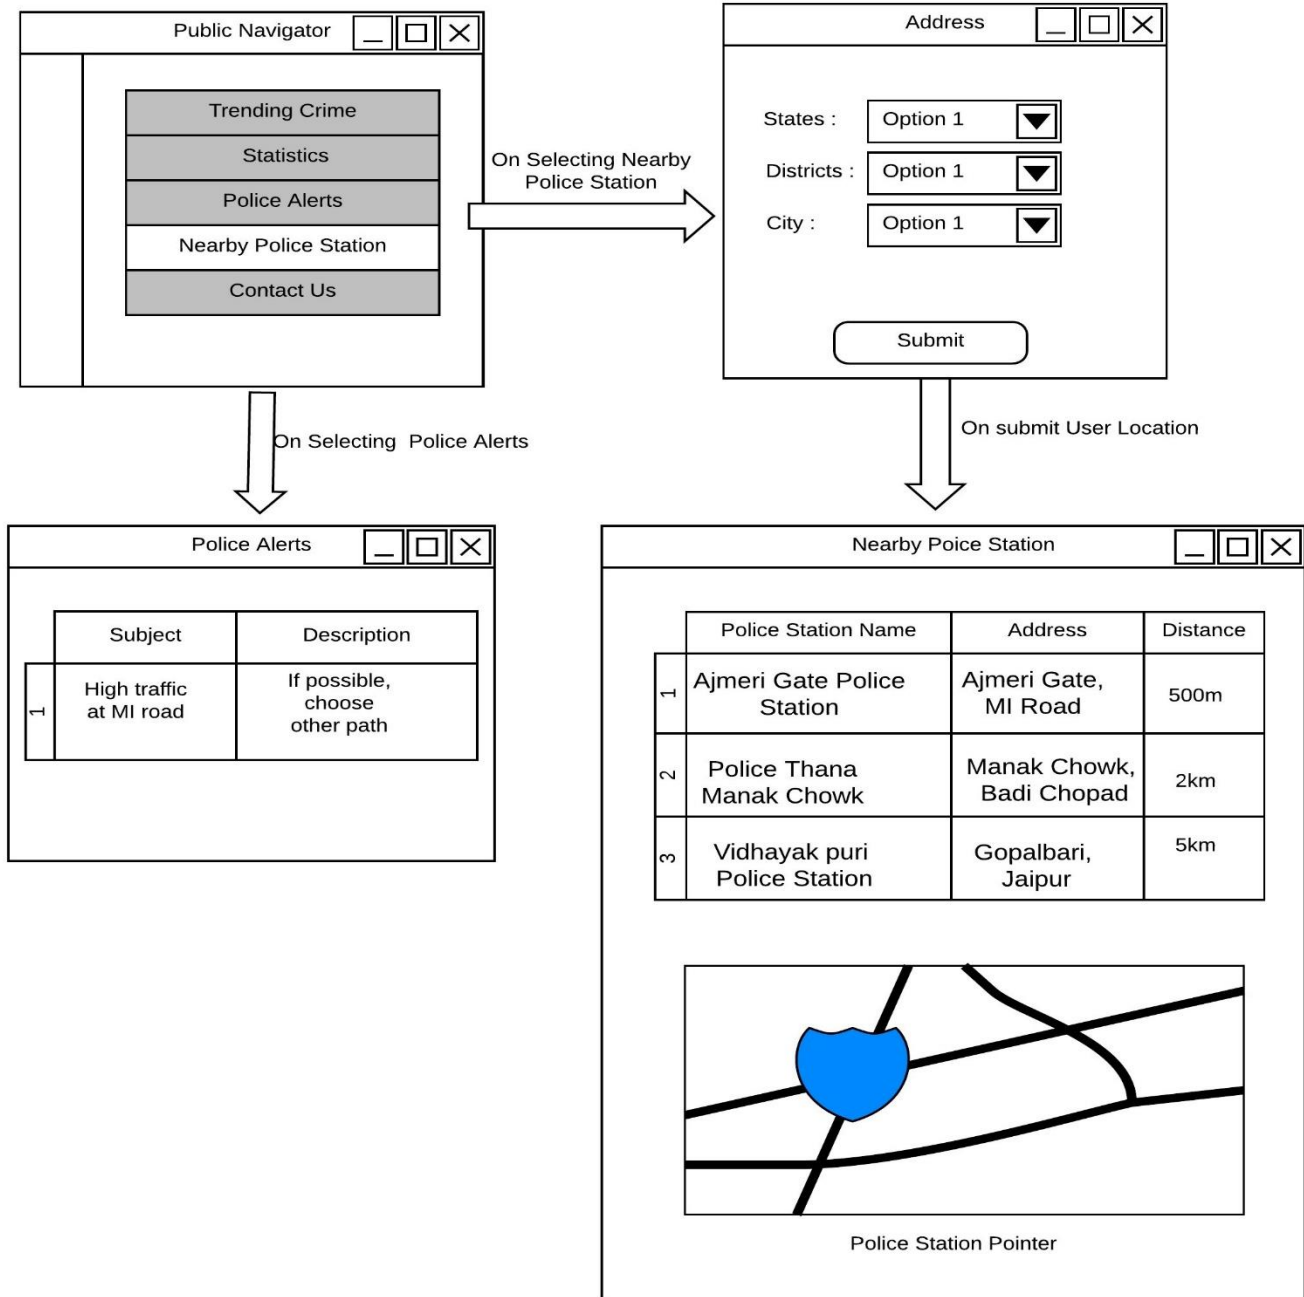 Public Navigator
Trending Crime
Statistics
Police Alerts
Nearby Police Station
Contact Us
On Selecting Nearby
Police Station
Address
States :
Option 1
Districts :
Option 1
City :
Option 1
Submit
On Selecting Police Alerts
On submit User Location
Police Alerts
Subject
Description
1
High traffic
at MI road
If possible,
choose
other path
Nearby Poice Station
Police Station Name
Address
Distance
1
Ajmeri Gate Police
Station
Ajmeri Gate,
MI Road
500m
2
Police Thana
Manak Chowk
Manak Chowk,
Badi Chopad
2km
3
Vidhayak puri
Police Station
Gopalbari,
Jaipur
5km
Police Station Pointer